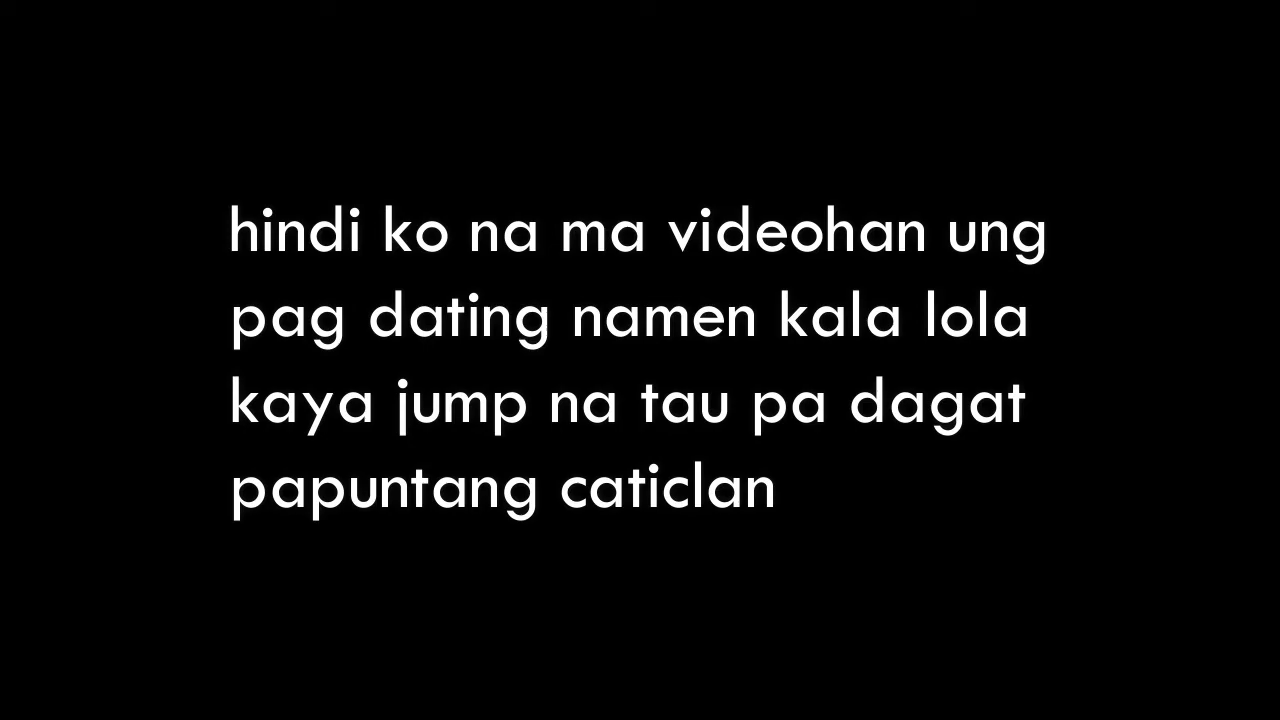 hindi ko na ma videohan ung
pag dating namen kala lola
kaya jump na tau pa dagat
papuntang caticlan